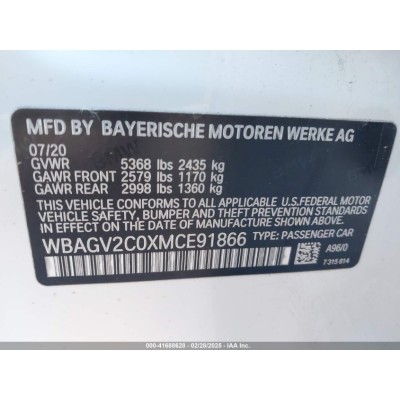 MFD BY BAYERISCHE MOTOREN WERKE AG
07/20
GVWR 5368 lbs 2435 kg
GAWR FRONT 2579 lbs 1170 kg
GAWR REAR 2998 lbs 1360 kg
THIS VEHICLE CONFORMS TO ALL APPLICABLE U.S. FEDERAL MOTOR
VEHICLE SAFETY, BUMPER, AND THEFT PREVENTION STANDARDS
IN EFFECT ON THE DATE OF MANUFACTURE SHOWN ABOVE.
WBAGV2C0XMCE91866 TYPE: PASSENGER CAR
A96/0
7 315 814
000-41668629 - 02/20/2025 - IAA Inc.